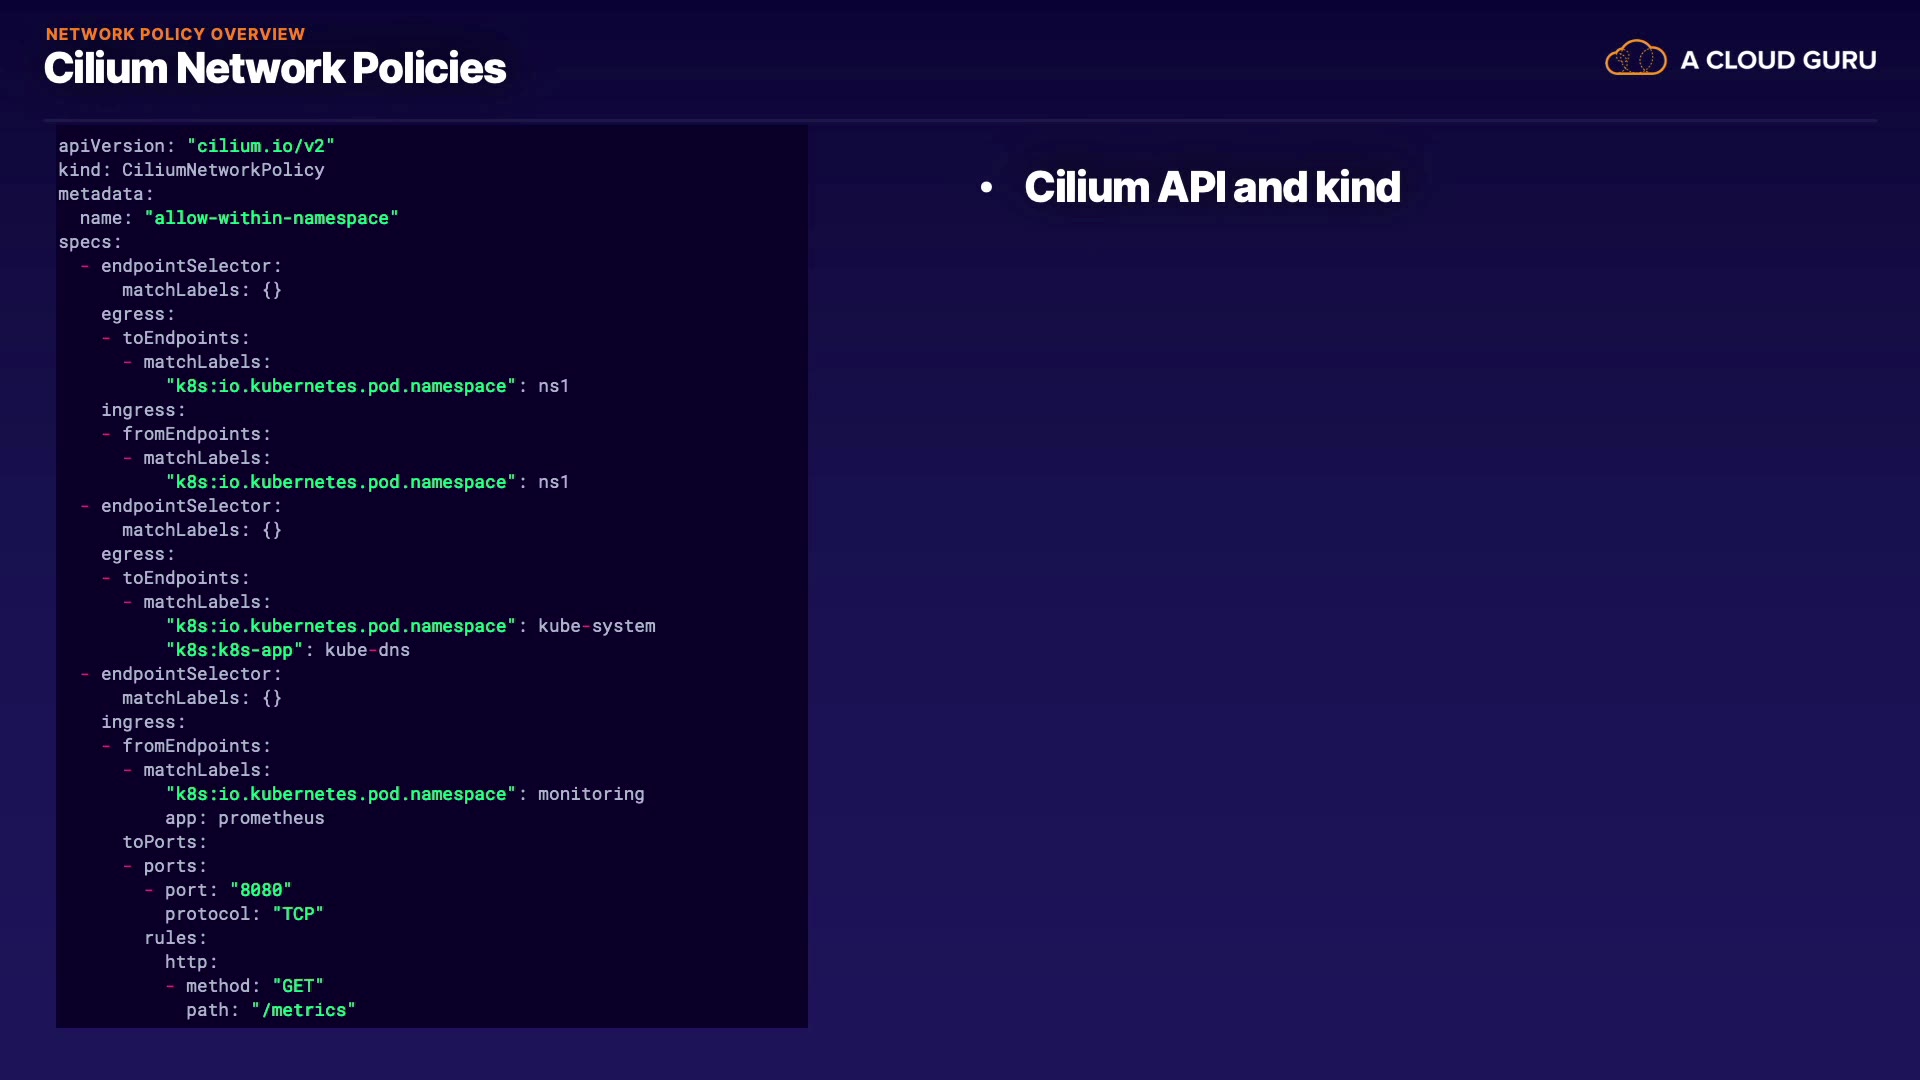 NETWORK POLICY OVERVIEW
Cilium Network Policies
A CLOUD GURU
apiVersion: "cilium.io/v2"
kind: CiliumNetworkPolicy
metadata:
  name: "allow-within-namespace"
specs:
  - endpointSelector:
      matchLabels: {}
    egress:
    - toEndpoints:
      - matchLabels:
          "k8s:io.kubernetes.pod.namespace": ns1
    ingress:
    - fromEndpoints:
      - matchLabels:
          "k8s:io.kubernetes.pod.namespace": ns1
  - endpointSelector:
      matchLabels: {}
    egress:
    - toEndpoints:
      - matchLabels:
          "k8s:io.kubernetes.pod.namespace": kube-system
          "k8s:k8s-app": kube-dns
  - endpointSelector:
      matchLabels: {}
    ingress:
    - fromEndpoints:
      - matchLabels:
          "k8s:io.kubernetes.pod.namespace": monitoring
          app: prometheus
      toPorts:
      - ports:
        - port: "8080"
          protocol: "TCP"
        rules:
          http:
          - method: "GET"
            path: "/metrics"
• Cilium API and kind